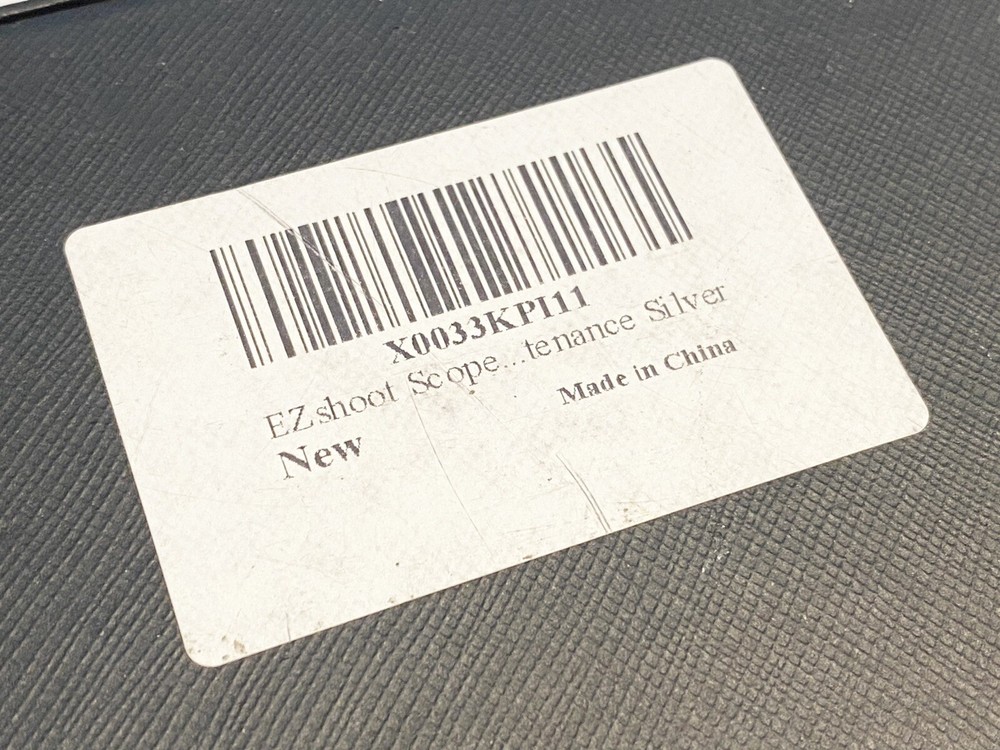 X0033KPI11
EZshoot Scope...tenance Silver
New
Made in China